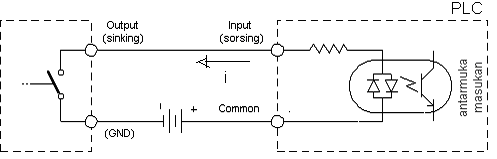 PLC
Output
(sinking)
Input
(sorsing)
i
antarmuka
masukan
+
Common
(GND)